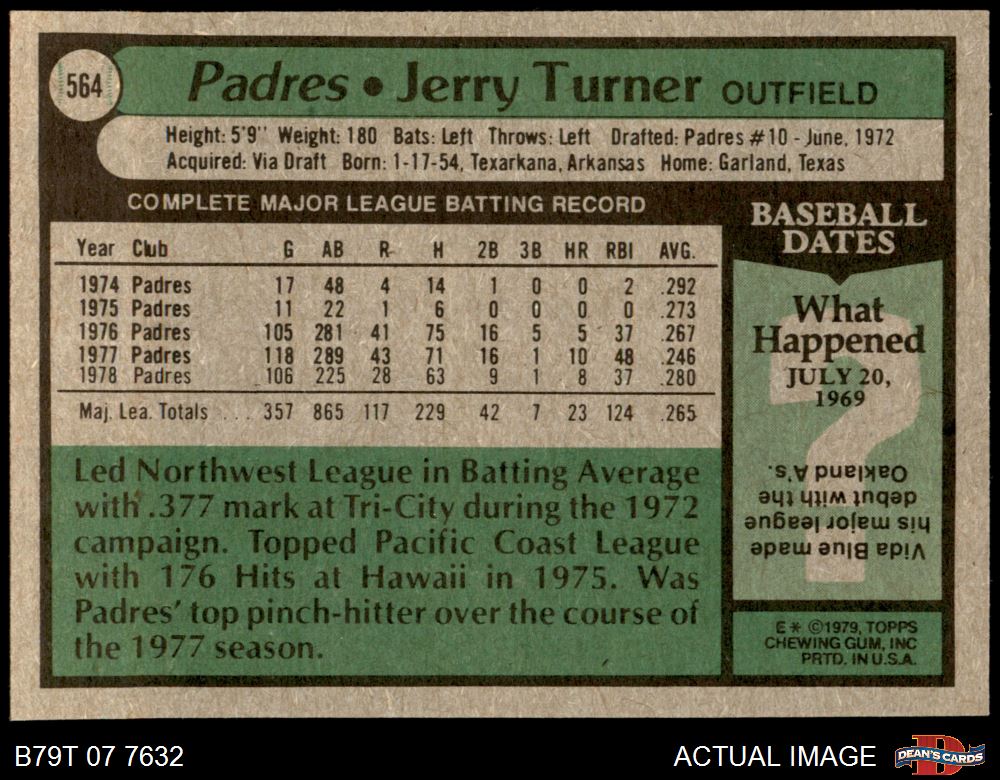 564
Padres • Jerry Turner OUTFIELD
Height: 5'9" Weight: 180 Bats: Left Throws: Left Drafted: Padres #10 - June, 1972
Acquired: Via Draft Born: 1-17-54, Texarkana, Arkansas Home: Garland, Texas
COMPLETE MAJOR LEAGUE BATTING RECORD
Year Club G AB R H 2B 3B HR RBI AVG.
1974 Padres 17 48 4 14 1 0 0 2 .292
1975 Padres 11 22 1 6 0 0 0 0 .273
1976 Padres 105 281 41 75 16 5 5 37 .267
1977 Padres 118 289 43 71 16 1 10 48 .246
1978 Padres 106 225 28 63 9 1 8 37 .280
Maj. Lea. Totals ... 357 865 117 229 42 7 23 124 .265
Led Northwest League in Batting Average
with .377 mark at Tri-City during the 1972
campaign. Topped Pacific Coast League
with 176 Hits at Hawaii in 1975. Was
Padres' top pinch-hitter over the course of
the 1977 season.
BASEBALL
DATES
What
Happened
JULY 20,
1969
?
Vida Blue made
his major league
debut with the
Oakland A's.
E * ©1979, TOPPS
CHEWING GUM, INC
PRTD. IN U.S.A.
B79T 07 7632
ACTUAL IMAGE
D
DEAN'S CARDS